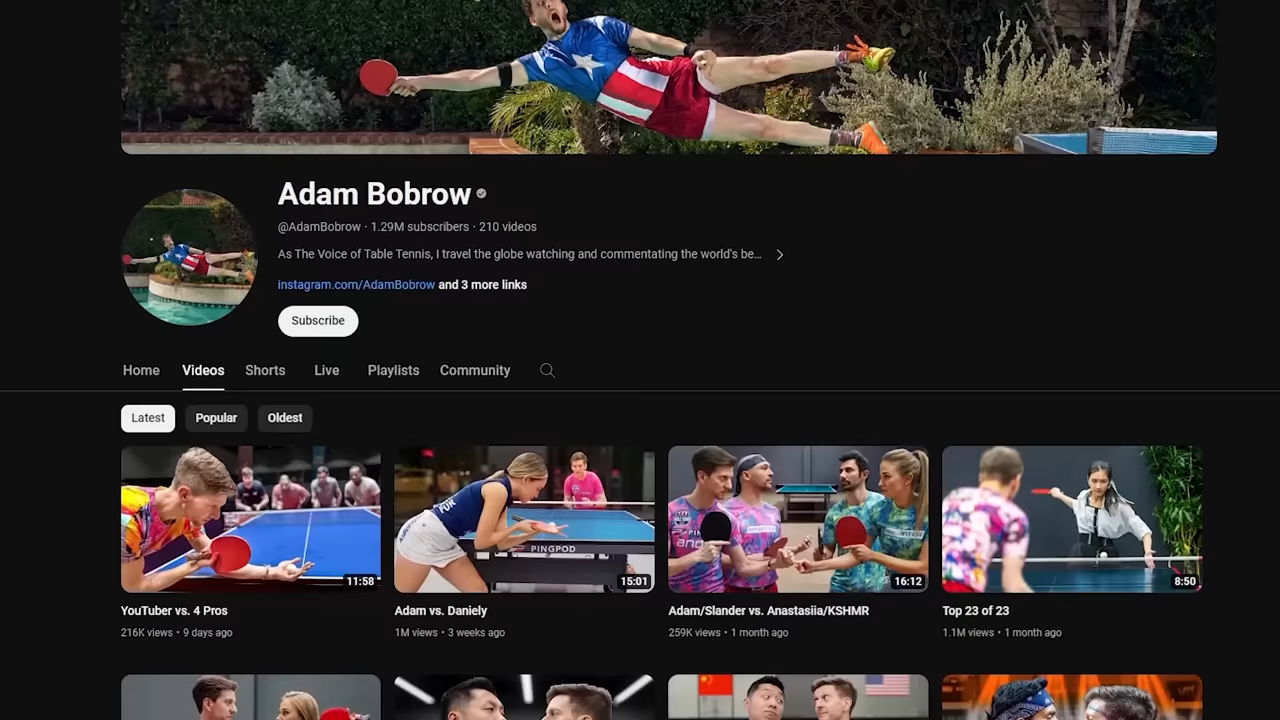 Adam Bobrow
@AdamBobrow · 1.29M subscribers · 210 videos
As The Voice of Table Tennis, I travel the globe watching and commentating the world's be...
instagram.com/AdamBobrow and 3 more links
Subscribe
Home Videos Shorts Live Playlists Community
Latest Popular Oldest
PINGPOD
11:58 15:01 16:12 8:50
YouTuber vs. 4 Pros Adam vs. Daniely Adam/Slander vs. Anastasiia/KSHMR Top 23 of 23
216K views • 9 days ago 1M views • 3 weeks ago 259K views • 1 month ago 1.1M views • 1 month ago